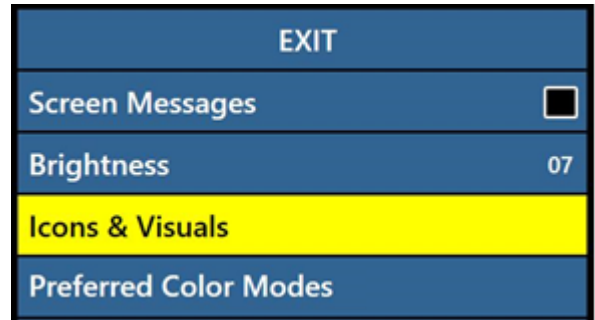 EXIT
Screen Messages
Brightness 07
Icons & Visuals
Preferred Color Modes